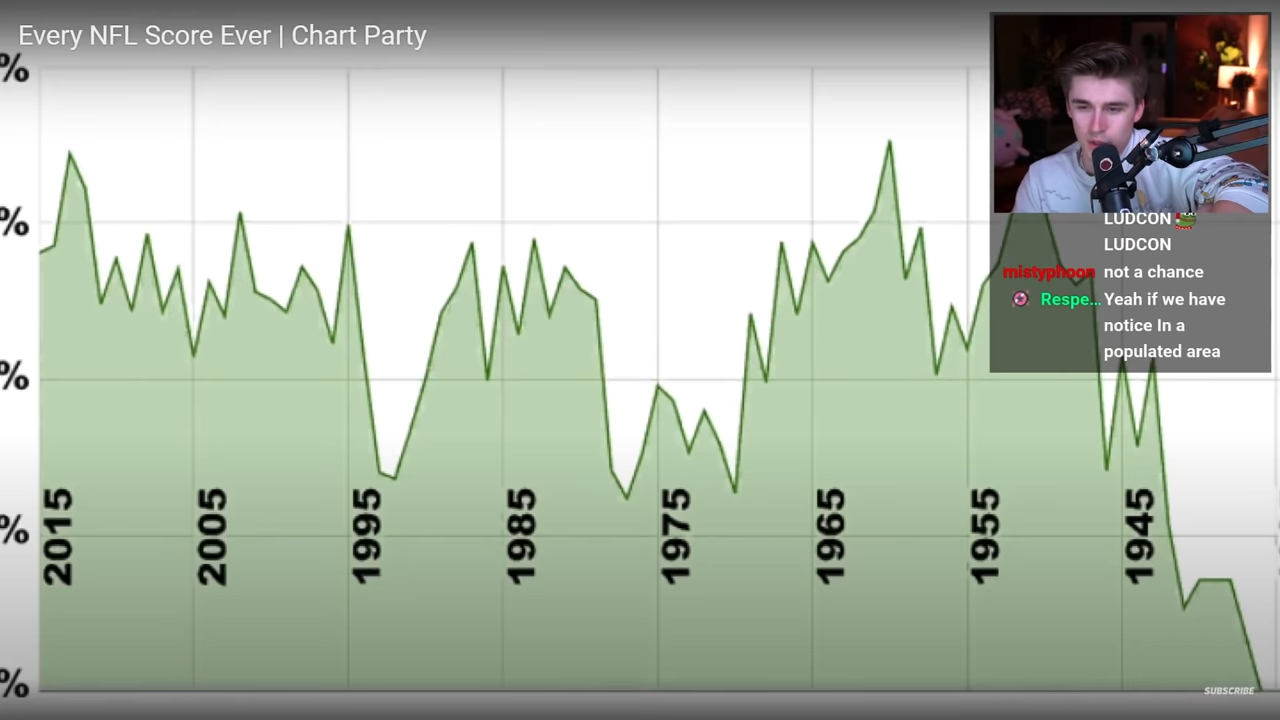 Every NFL Score Ever | Chart Party
%
%
%
%
%
2015
2005
1995
1985
1975
1965
1955
1945
LUDCON
LUDCON
mistyphoon not a chance
Respe... Yeah if we have
notice In a
populated area
SUBSCRIBE